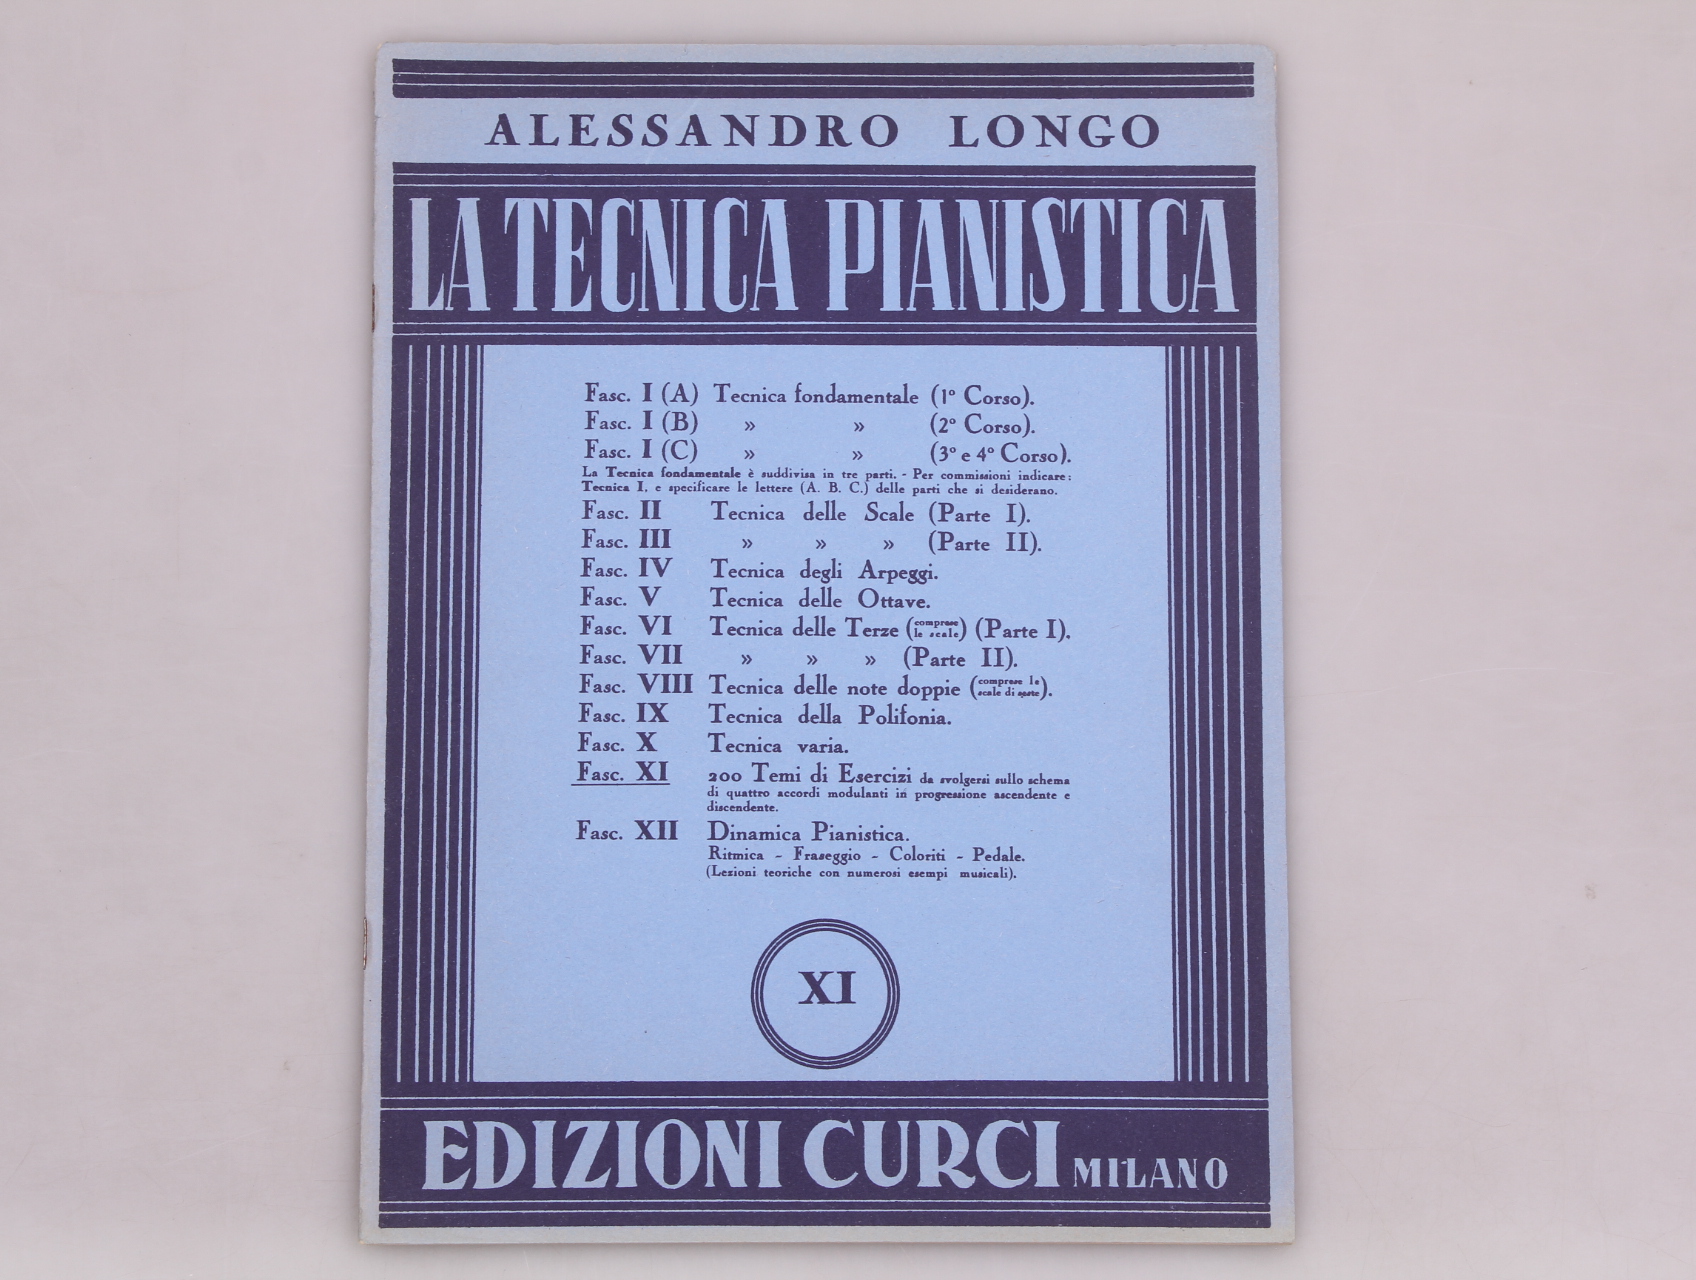 ALESSANDRO LONGO
LA TECNICA PIANISTICA
Fasc. I (A) Tecnica fondamentale (1º Corso).
Fasc. I (B) » » (2º Corso).
Fasc. I (C) » » (3º e 4º Corso).
La Tecnica fondamentale è suddivisa in tre parti. - Per commissioni indicare:
Tecnica I, e specificare le lettere (A. B. C.) delle parti che si desiderano.
Fasc. II Tecnica delle Scale (Parte I).
Fasc. III » » » (Parte II).
Fasc. IV Tecnica degli Arpeggi.
Fasc. V Tecnica delle Ottave.
Fasc. VI Tecnica delle Terze (comprese le scale) (Parte I).
Fasc. VII » » » (Parte II).
Fasc. VIII Tecnica delle note doppie (comprese le scale di seste).
Fasc. IX Tecnica della Polifonia.
Fasc. X Tecnica varia.
Fasc. XI 200 Temi di Esercizi da svolgersi sullo schema
di quattro accordi modulanti in progressione ascendente e
discendente.
Fasc. XII Dinamica Pianistica.
Ritmica - Fraseggio - Coloriti - Pedale.
(Lezioni teoriche con numerosi esempi musicali).
XI
EDIZIONI CURCI MILANO